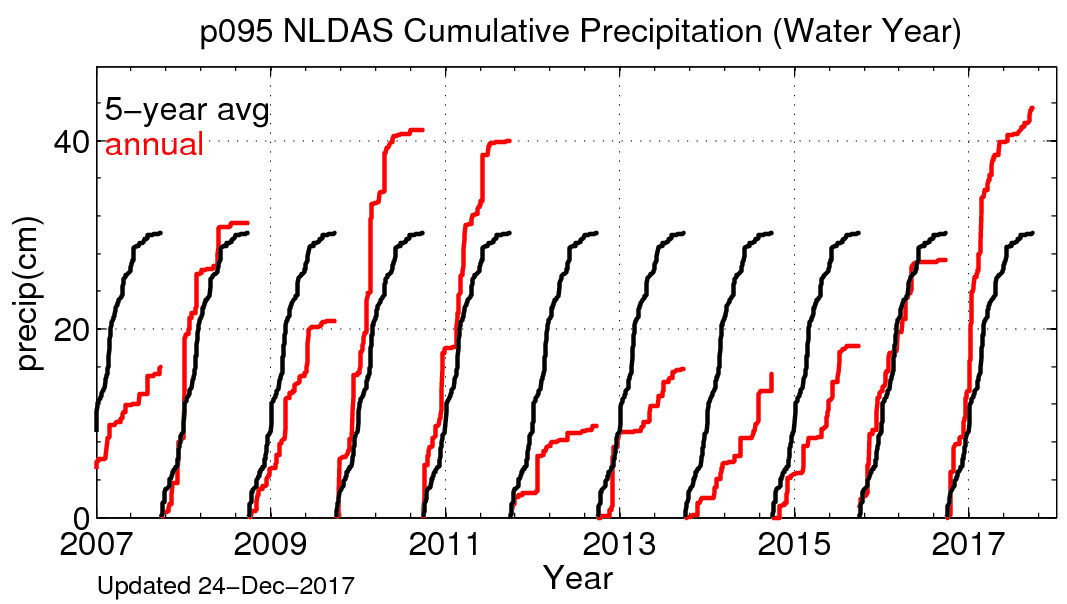 p095 NLDAS Cumulative Precipitation (Water Year)
5−year avg
annual
40
20
0
precip(cm)
2007 2009 2011 2013 2015 2017
Year
Updated 24−Dec−2017